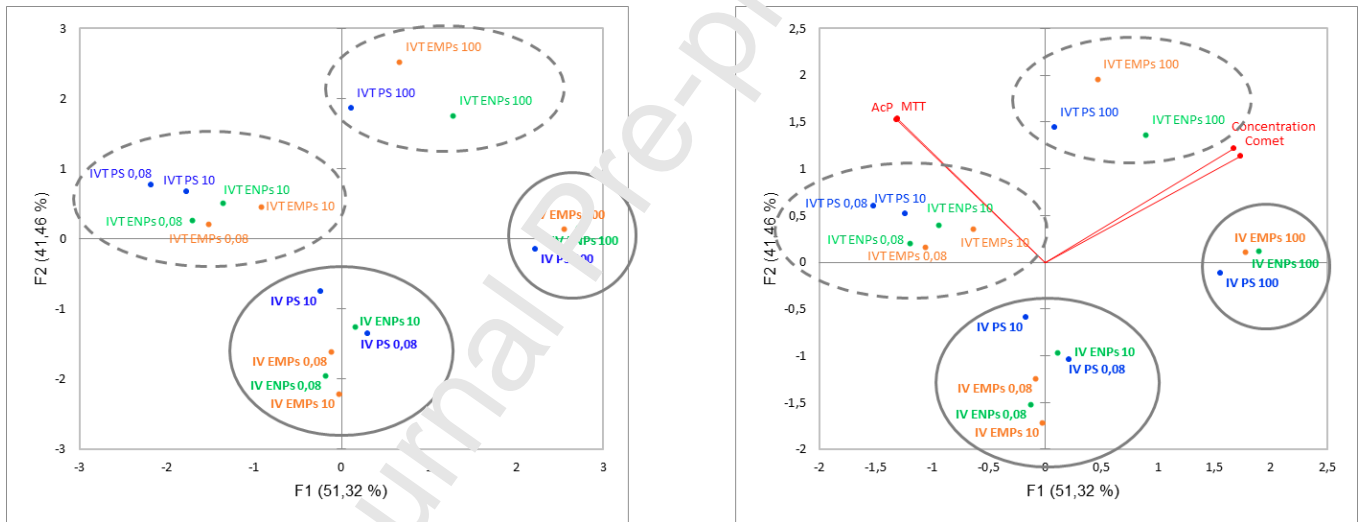 3
IVT EMPs 100
2
IVT PS 100
IVT ENPs 100
1
IVT PS 0,08
IVT PS 10
IVT ENPs 10
IVT EMPs 10
IVT ENPs 0,08
IVT EMPs 0,08
0
IV EMPs 100
IV ENPs 100
IV PS 100
F2 (41,46 %)
IV PS 10
-1
IV ENPs 10
IV PS 0,08
IV EMPs 0,08
-2
IV ENPs 0,08
IV EMPs 10
-3
-3 -2 -1 0 1 2 3
F1 (51,32 %)
urnal Pre-pr
2,5
2
IVT EMPs 100
1,5
AcP MTT
IVT PS 100
IVT ENPs 100
Concentration
Comet
1
IVT PS 0,08
IVT PS 10
0,5
IVT ENPs 10
IVT EMPs 10
IVT ENPs 0,08
IVT EMPs 0,08
0
IV EMPs 100
IV ENPs 100
IV PS 100
F2 (41,46 %)
-0,5
IV PS 10
-1
IV ENPs 10
IV PS 0,08
IV EMPs 0,08
-1,5
IV ENPs 0,08
IV EMPs 10
-2
-2 -1,5 -1 -0,5 0 0,5 1 1,5 2 2,5
F1 (51,32 %)